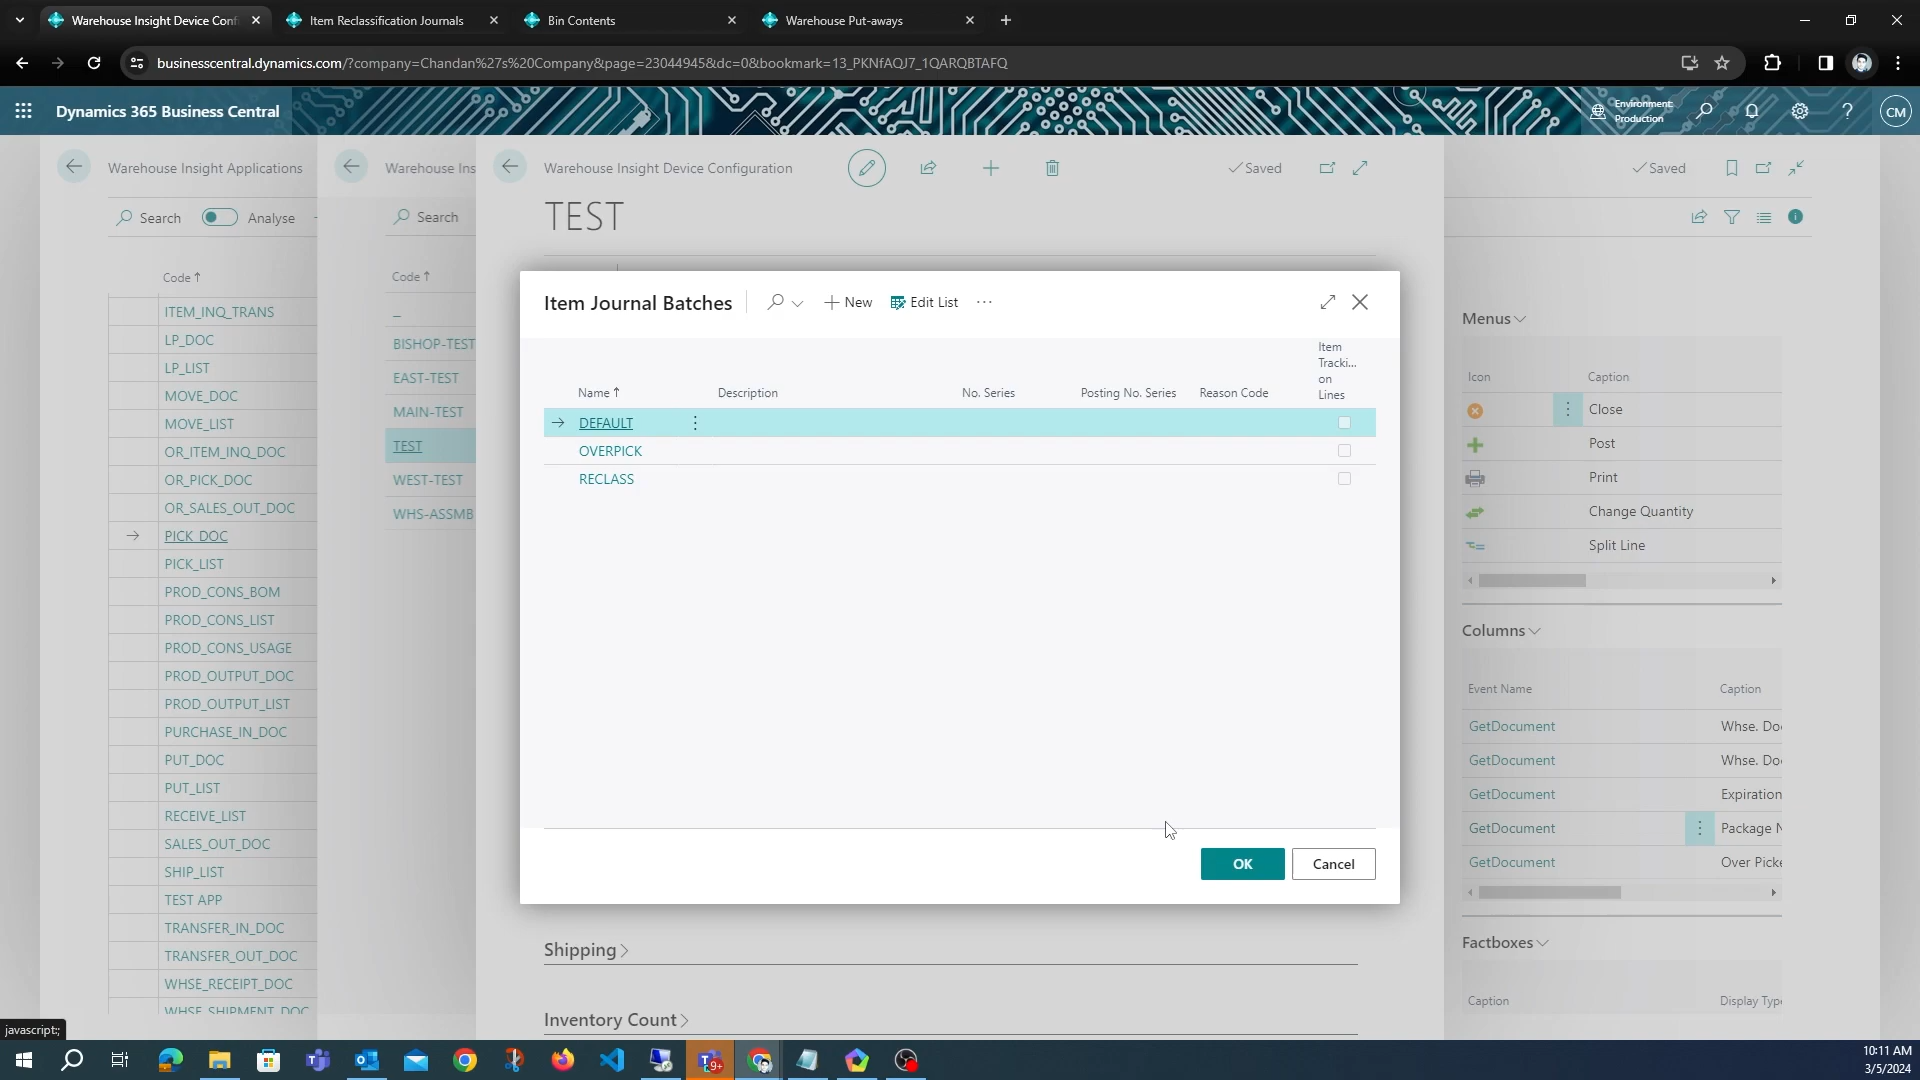 Warehouse Insight Device Conf
Item Reclassification Journals
Bin Contents
Warehouse Put-aways
businesscentral.dynamics.com/?company=Chandan%27s%20Company&page=23044945&dc=0&bookmark=13_PKNfAQJ7_1QARQBTAFQ
Dynamics 365 Business Central
Environment:
Production
CM
Warehouse Insight Applications
Search
Analyse
Code ↑
ITEM_INQ_TRANS
LP_DOC
LP_LIST
MOVE_DOC
MOVE_LIST
OR_ITEM_INQ_DOC
OR_PICK_DOC
OR_SALES_OUT_DOC
PICK_DOC
PICK_LIST
PROD_CONS_BOM
PROD_CONS_LIST
PROD_CONS_USAGE
PROD_OUTPUT_DOC
PROD_OUTPUT_LIST
PURCHASE_IN_DOC
PUT_DOC
PUT_LIST
RECEIVE_LIST
SALES_OUT_DOC
SHIP_LIST
TEST APP
TRANSFER_IN_DOC
TRANSFER_OUT_DOC
WHSE_RECEIPT_DOC
WHSE_SHIPMENT_DOC
Warehouse Ins
Search
Code ↑
_
BISHOP-TEST
EAST-TEST
MAIN-TEST
TEST
WEST-TEST
WHS-ASSMB
Warehouse Insight Device Configuration
Saved
TEST
Item Journal Batches
New
Edit List
Name ↑
Description
No. Series
Posting No. Series
Reason Code
Item
Tracki...
on
Lines
DEFAULT
OVERPICK
RECLASS
OK
Cancel
Shipping
Inventory Count
Saved
Menus
Icon
Caption
Close
Post
Print
Change Quantity
Split Line
Columns
Event Name
Caption
GetDocument
Whse. Do
GetDocument
Whse. Do
GetDocument
Expiration
GetDocument
Package N
GetDocument
Over Picke
Factboxes
Caption
Display Type
javascript:;
9+
10:11 AM
3/5/2024